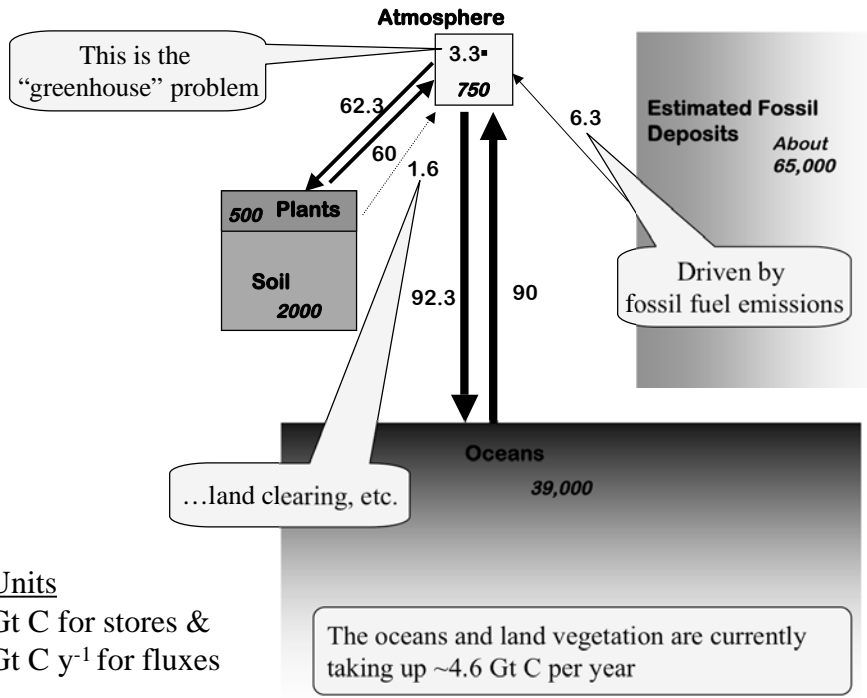 Atmosphere
This is the
“greenhouse” problem
3.3
750
62.3
60
1.6
6.3
Estimated Fossil
Deposits
About
65,000
500 Plants
Soil
2000
92.3
90
Driven by
fossil fuel emissions
Oceans
39,000
…land clearing, etc.
Units
Gt C for stores &
Gt C y⁻¹ for fluxes
The oceans and land vegetation are currently
taking up ~4.6 Gt C per year